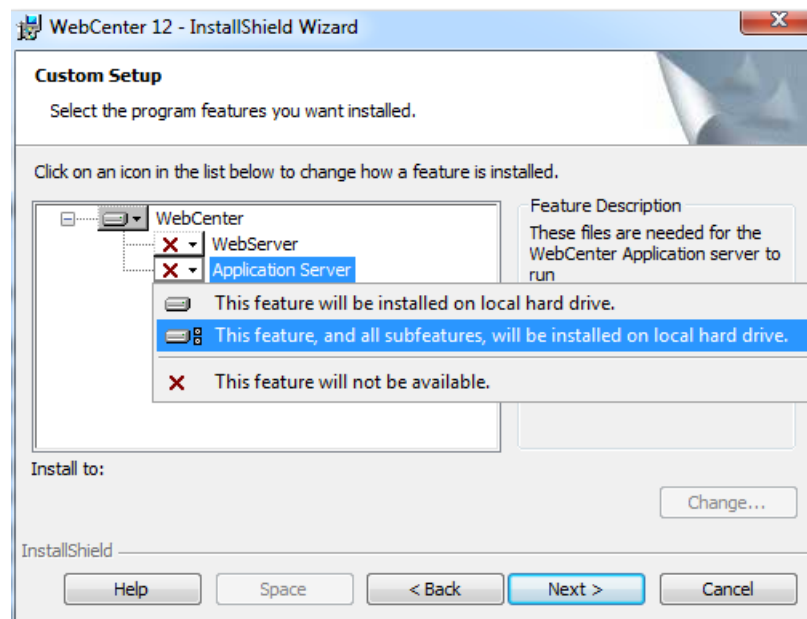 WebCenter 12 - InstallShield Wizard
Custom Setup
Select the program features you want installed.
Click on an icon in the list below to change how a feature is installed.
WebCenter
WebServer
Application Server
Feature Description
These files are needed for the
WebCenter Application server to
run
This feature will be installed on local hard drive.
This feature, and all subfeatures, will be installed on local hard drive.
This feature will not be available.
Install to:
Change...
InstallShield
Help
Space
< Back
Next >
Cancel